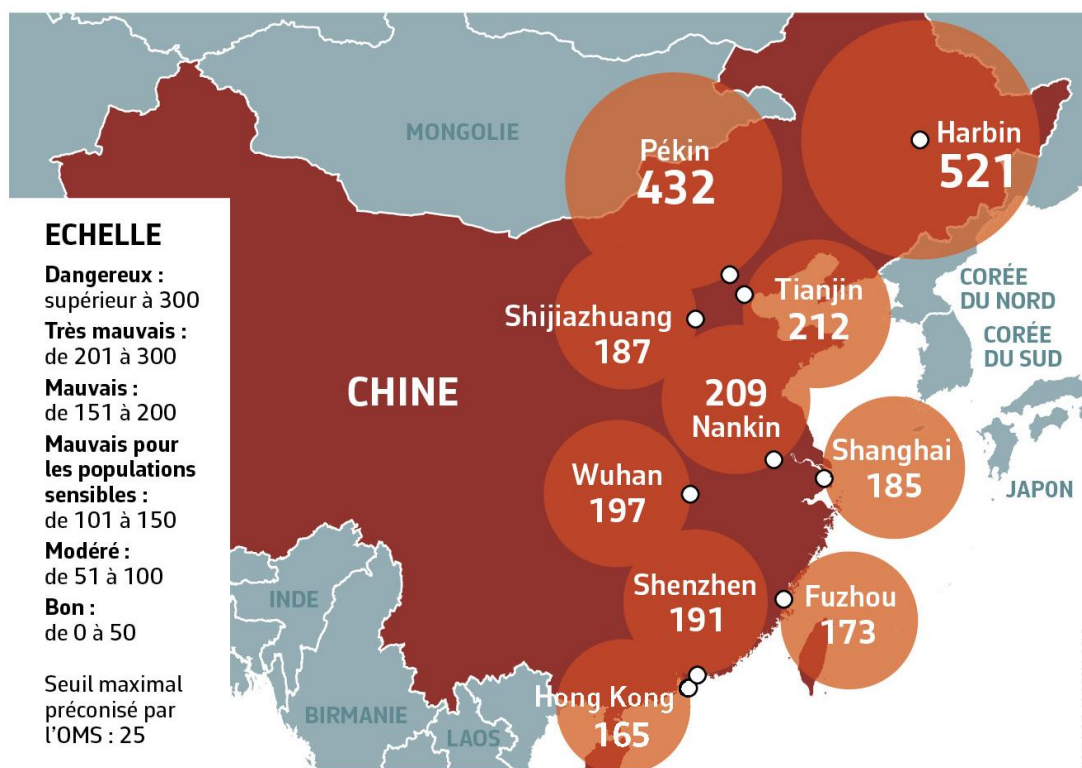 MONGOLIE
Pékin
432
Harbin
521
ECHELLE
Dangereux :
supérieur à 300
Très mauvais :
de 201 à 300
Mauvais :
de 151 à 200
Mauvais pour
les populations
sensibles :
de 101 à 150
Modéré :
de 51 à 100
Bon :
de 0 à 50
Seuil maximal
préconisé par
l'OMS : 25
Shijiazhuang
187
Tianjin
212
CORÉE
DU NORD
CORÉE
DU SUD
CHINE
209
Nankin
Wuhan
197
Shanghai
185
JAPON
Shenzhen
191
Fuzhou
173
INDE
BIRMANIE
LAOS
Hong Kong
165